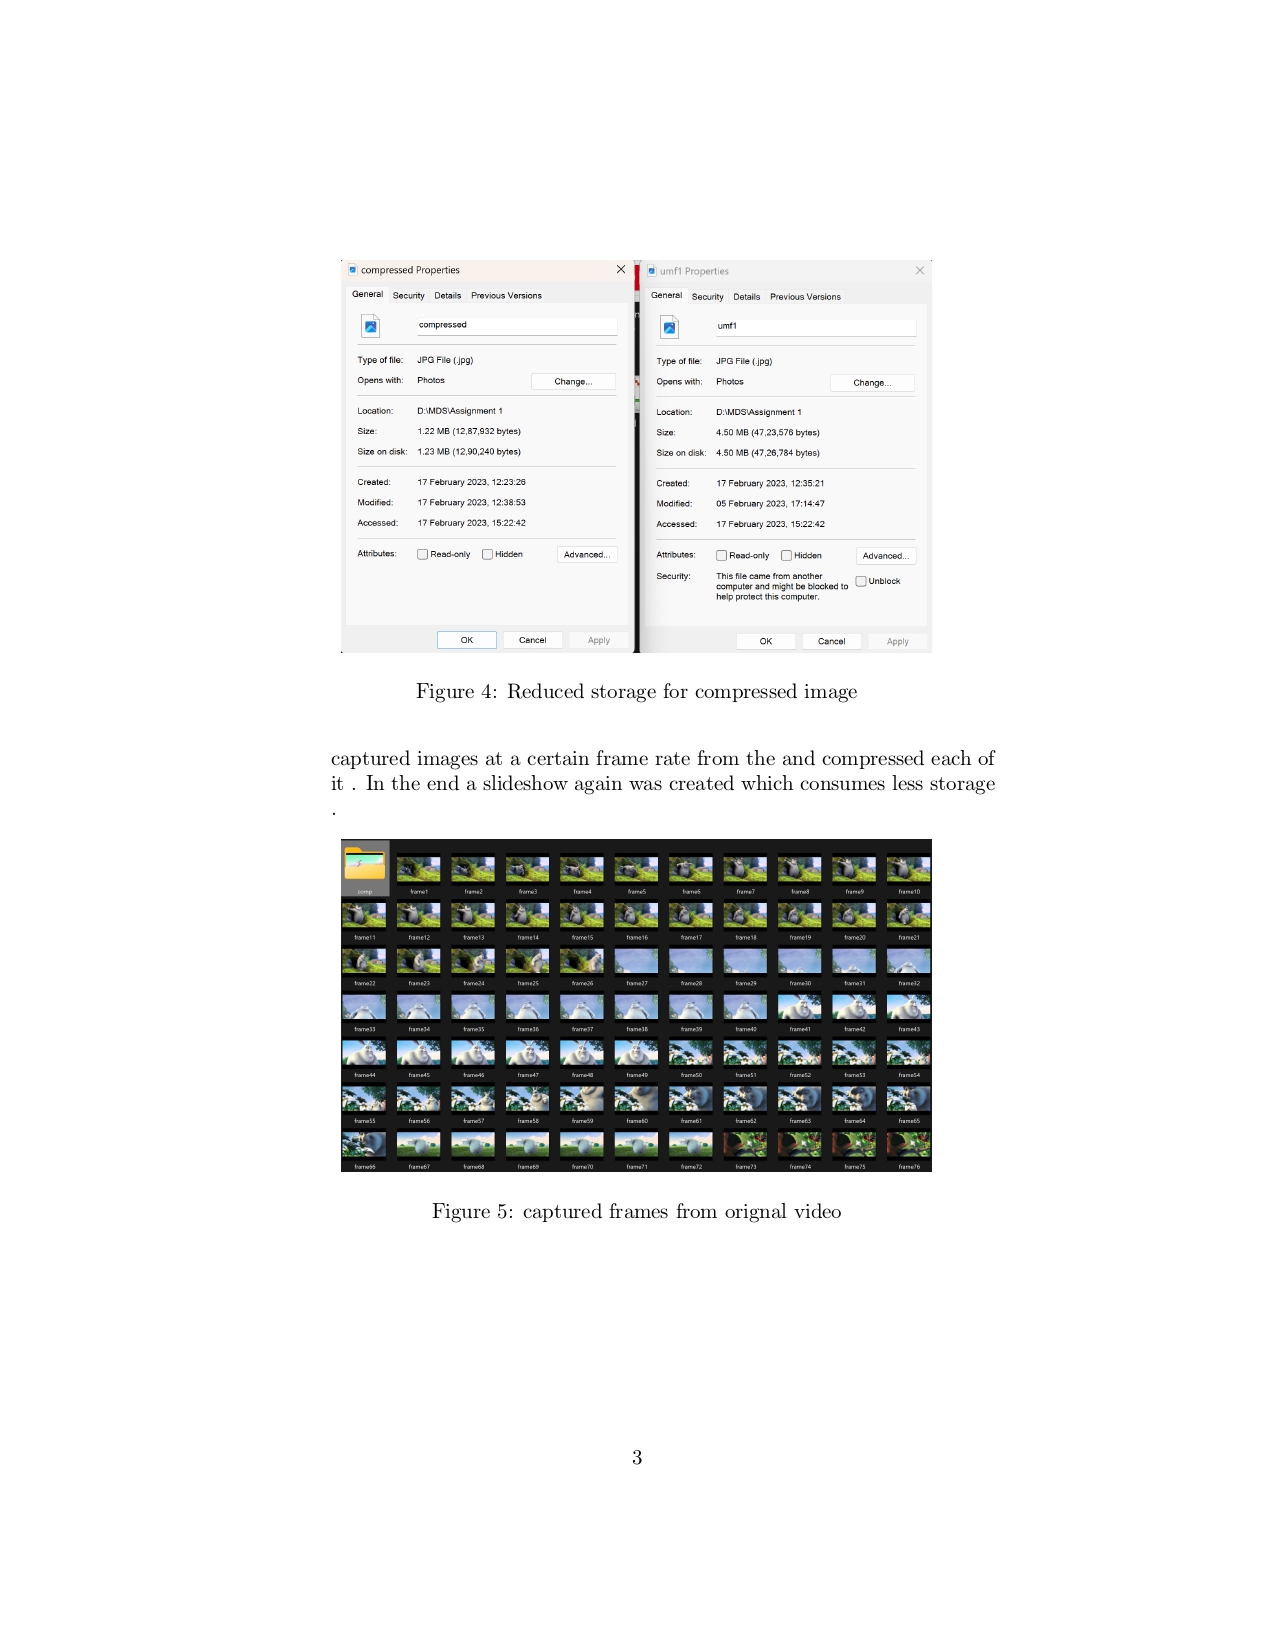 compressed Properties
General Security Details Previous Versions
compressed
Type of file: JPG File (.jpg)
Opens with: Photos Change...
Location: D:\MDS\Assignment 1
Size: 1.22 MB (12,87,932 bytes)
Size on disk: 1.23 MB (12,90,240 bytes)
Created: 17 February 2023, 12:23:26
Modified: 17 February 2023, 12:38:53
Accessed: 17 February 2023, 15:22:42
Attributes: Read-only Hidden Advanced...
OK Cancel Apply
umf1 Properties
General Security Details Previous Versions
umf1
Type of file: JPG File (.jpg)
Opens with: Photos Change...
Location: D:\MDS\Assignment 1
Size: 4.50 MB (47,23,576 bytes)
Size on disk: 4.50 MB (47,26,784 bytes)
Created: 17 February 2023, 12:35:21
Modified: 05 February 2023, 17:14:47
Accessed: 17 February 2023, 15:22:42
Attributes: Read-only Hidden Advanced...
Security: This file came from another
computer and might be blocked to Unblock
help protect this computer.
OK Cancel Apply
Figure 4: Reduced storage for compressed image
captured images at a certain frame rate from the and compressed each of
it . In the end a slideshow again was created which consumes less storage
.
comp frame1 frame2 frame3 frame4 frame5 frame6 frame7 frame8 frame9 frame10
frame11 frame12 frame13 frame14 frame15 frame16 frame17 frame18 frame19 frame20 frame21
frame22 frame23 frame24 frame25 frame26 frame27 frame28 frame29 frame30 frame31 frame32
frame33 frame34 frame35 frame36 frame37 frame38 frame39 frame40 frame41 frame42 frame43
frame44 frame45 frame46 frame47 frame48 frame49 frame50 frame51 frame52 frame53 frame54
frame55 frame56 frame57 frame58 frame59 frame60 frame61 frame62 frame63 frame64 frame65
frame66 frame67 frame68 frame69 frame70 frame71 frame72 frame73 frame74 frame75 frame76
Figure 5: captured frames from orignal video
3